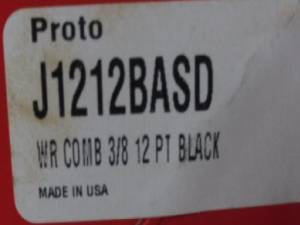 Proto
J1212BASD
WR COMB 3/8 12 PT BLACK
MADE IN USA